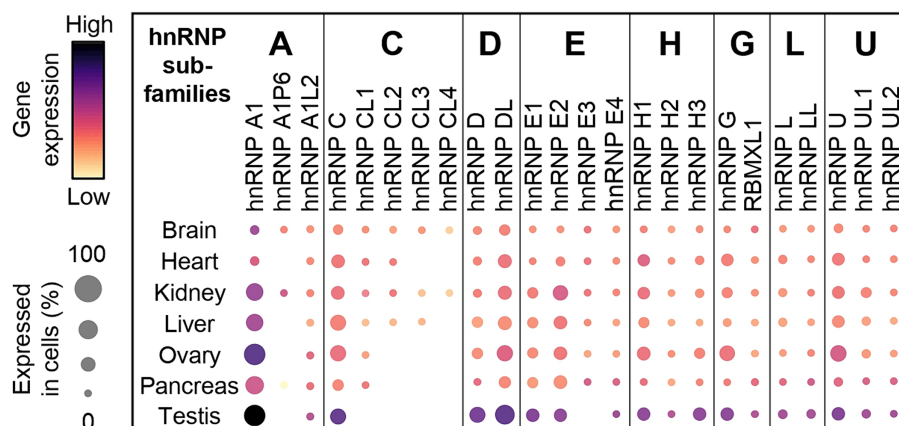 High
Gene
expression
Low
100
Expressed
in cells (%)
0
hnRNP
sub-
families
A
C
D
E
H
G
L
U
hnRNP A1
hnRNP A1P6
hnRNP A1L2
hnRNP C
hnRNP CL1
hnRNP CL2
hnRNP CL3
hnRNP CL4
hnRNP D
hnRNP DL
hnRNP E1
hnRNP E2
hnRNP E3
hnRNP E4
hnRNP H1
hnRNP H2
hnRNP H3
hnRNP G
RBMXL1
hnRNP L
hnRNP LL
hnRNP U
hnRNP UL1
hnRNP UL2
Brain
Heart
Kidney
Liver
Ovary
Pancreas
Testis